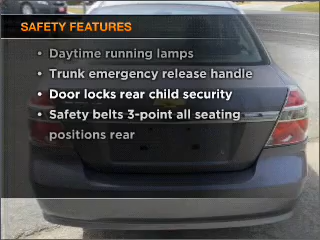 SAFETY FEATURES
• Daytime running lamps
• Trunk emergency release handle
• Door locks rear child security
• Safety belts 3-point all seating
positions rear